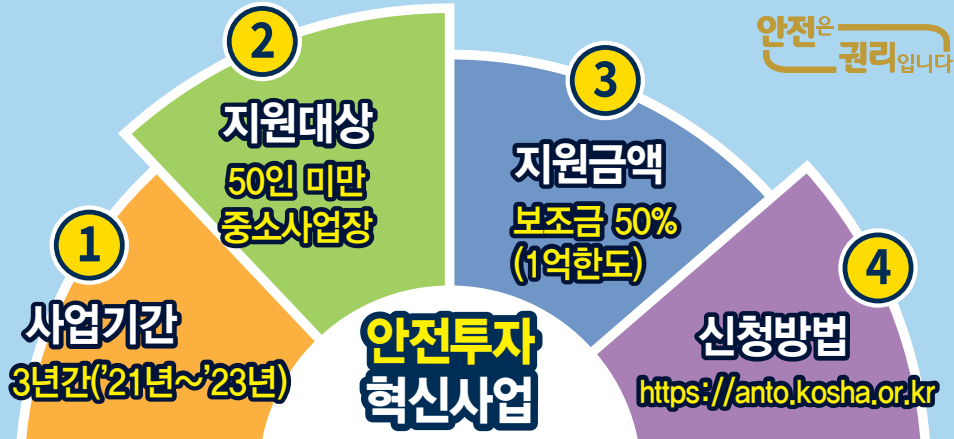 안전은
권리입니다
1
사업기간
3년간('21년~'23년)
2
지원대상
50인 미만
중소사업장
3
지원금액
보조금 50%
(1억한도)
4
신청방법
https://anto.kosha.or.kr
안전투자
혁신사업